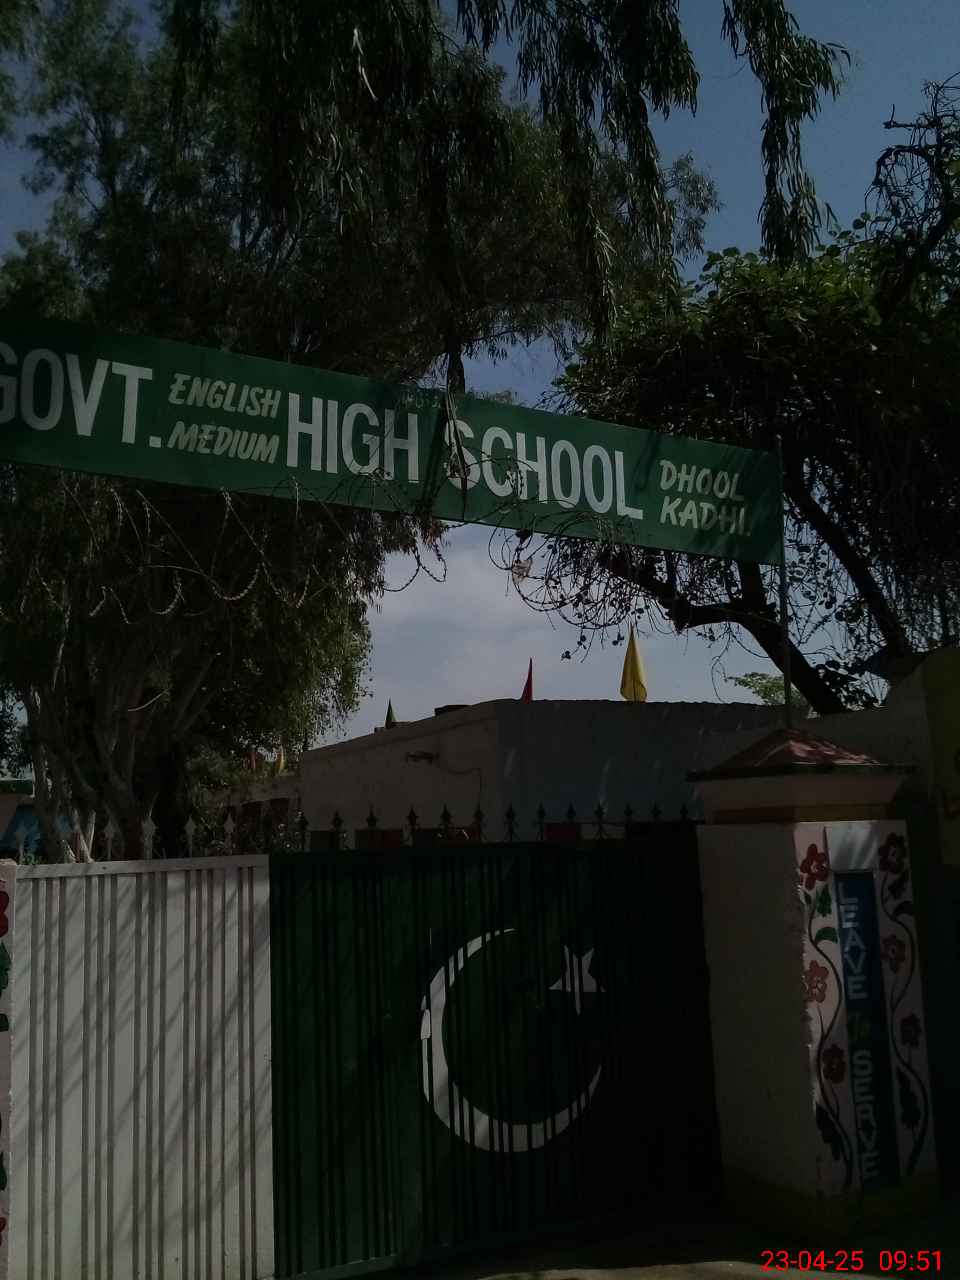 GOVT. ENGLISH MEDIUM HIGH SCHOOL DHOOL KADHI.
LEAVE To SERVE
23-04-25 09:51